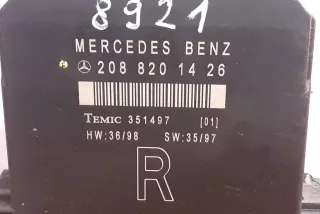 8921
MERCEDES BENZ
208 820 14 26
TEMIC 351497 [01]
HW:36/98 SW:35/97
R